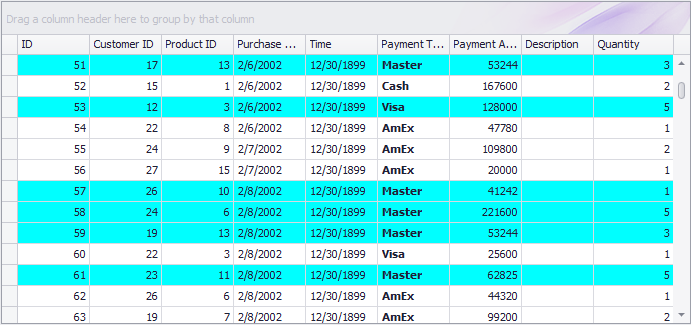 Drag a column header here to group by that column
ID Customer ID Product ID Purchase ... Time Payment T... Payment A... Description Quantity
51 17 13 2/6/2002 12/30/1899 Master 53244 3
52 15 1 2/6/2002 12/30/1899 Cash 167600 2
53 12 3 2/6/2002 12/30/1899 Visa 128000 5
54 22 8 2/6/2002 12/30/1899 AmEx 47780 1
55 24 9 2/7/2002 12/30/1899 AmEx 109800 2
56 27 15 2/7/2002 12/30/1899 AmEx 20000 1
57 26 10 2/8/2002 12/30/1899 Master 41242 1
58 24 6 2/8/2002 12/30/1899 Master 221600 5
59 19 13 2/8/2002 12/30/1899 Master 53244 3
60 22 3 2/8/2002 12/30/1899 Visa 25600 1
61 23 11 2/8/2002 12/30/1899 Master 62825 5
62 26 6 2/8/2002 12/30/1899 AmEx 44320 1
63 19 7 2/8/2002 12/30/1899 AmEx 99200 2